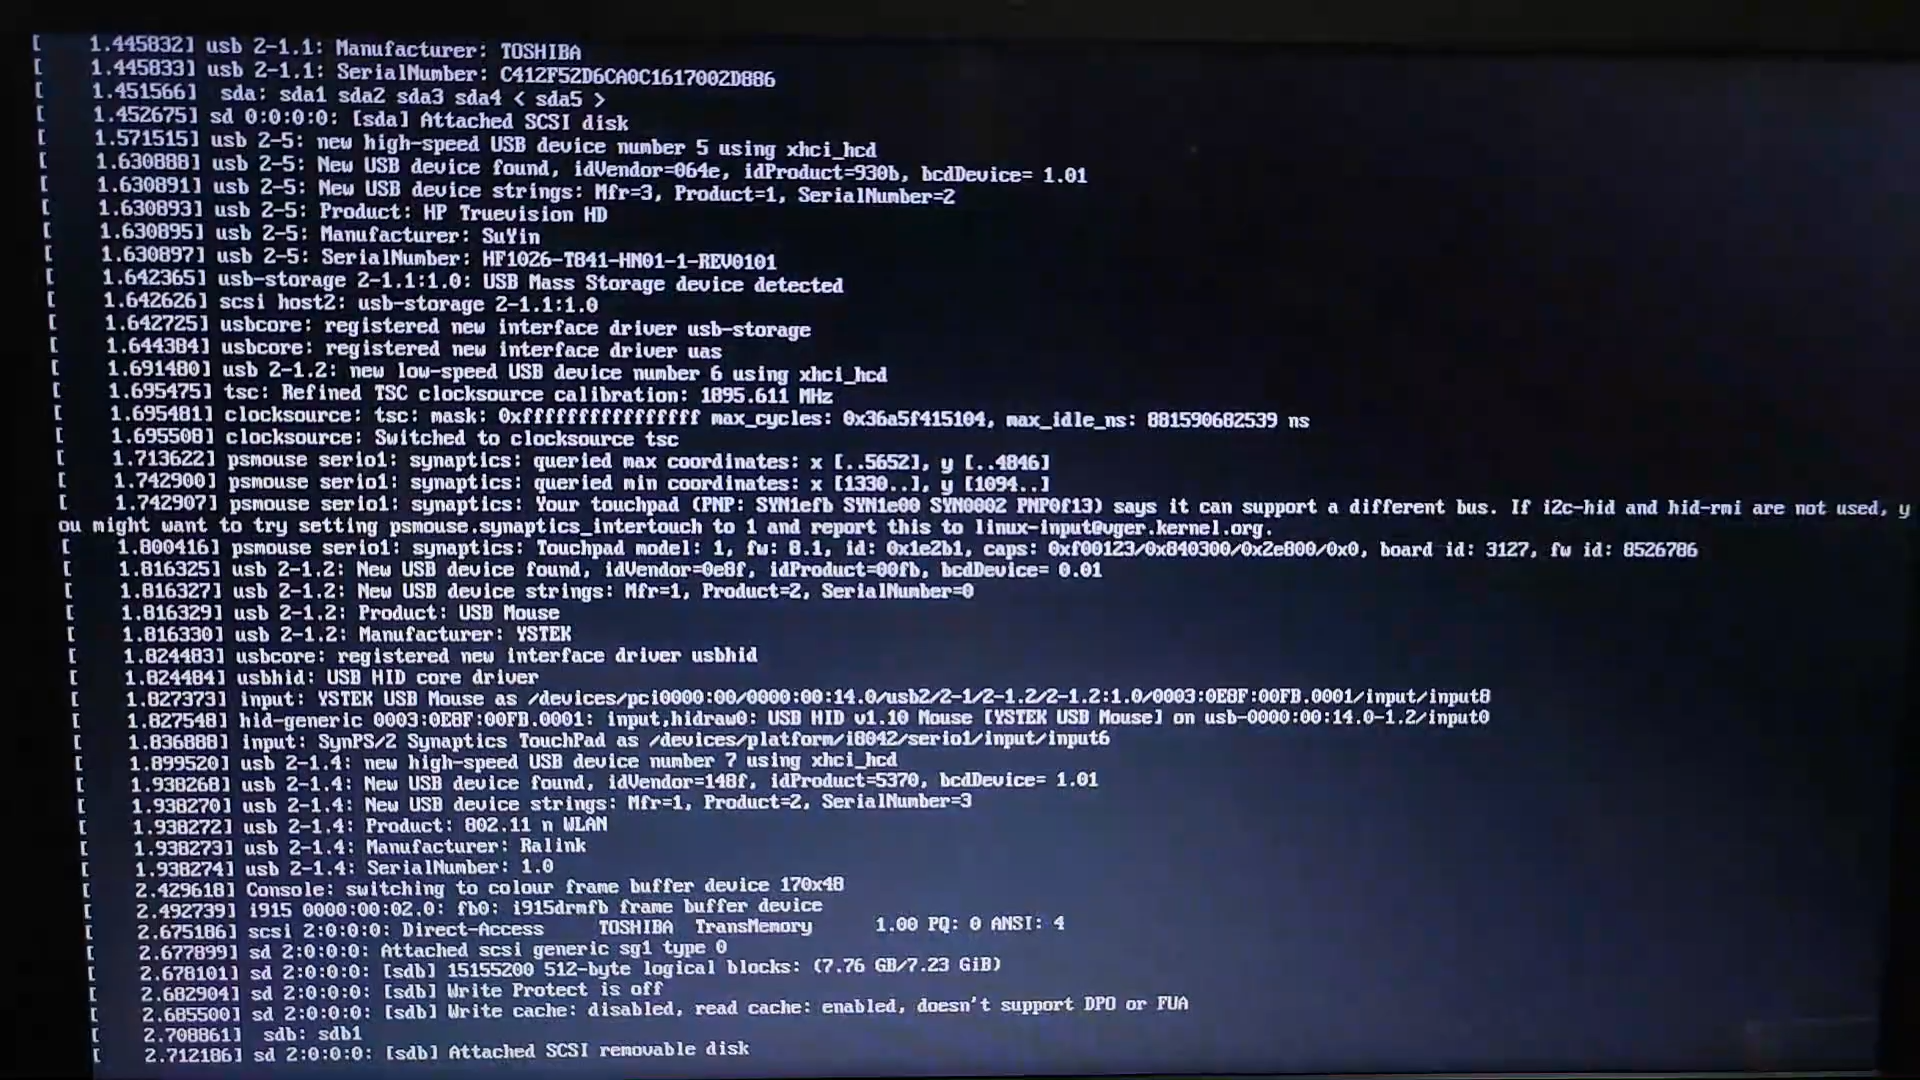 [    1.445832] usb 2-1.1: Manufacturer: TOSHIBA
[    1.445833] usb 2-1.1: SerialNumber: C412F52D6CA0C1617002D886
[    1.451566]  sda: sda1 sda2 sda3 sda4 < sda5 >
[    1.452675] sd 0:0:0:0: [sda] Attached SCSI disk
[    1.571515] usb 2-5: new high-speed USB device number 5 using xhci_hcd
[    1.630888] usb 2-5: New USB device found, idVendor=064e, idProduct=930b, bcdDevice= 1.01
[    1.630891] usb 2-5: New USB device strings: Mfr=3, Product=1, SerialNumber=2
[    1.630893] usb 2-5: Product: HP Truevision HD
[    1.630895] usb 2-5: Manufacturer: SuYin
[    1.630897] usb 2-5: SerialNumber: HF1026-T841-HN01-1-REV0101
[    1.642365] usb-storage 2-1.1:1.0: USB Mass Storage device detected
[    1.642626] scsi host2: usb-storage 2-1.1:1.0
[    1.642725] usbcore: registered new interface driver usb-storage
[    1.644384] usbcore: registered new interface driver uas
[    1.691480] usb 2-1.2: new low-speed USB device number 6 using xhci_hcd
[    1.695475] tsc: Refined TSC clocksource calibration: 1895.611 MHz
[    1.695481] clocksource: tsc: mask: 0xffffffffffffffff max_cycles: 0x36a5f415104, max_idle_ns: 881590682539 ns
[    1.695508] clocksource: Switched to clocksource tsc
[    1.713622] psmouse serio1: synaptics: queried max coordinates: x [..5652], y [..4846]
[    1.742900] psmouse serio1: synaptics: queried min coordinates: x [1330..], y [1094..]
[    1.742907] psmouse serio1: synaptics: Your touchpad (PNP: SYN1efb SYN1e00 SYN0002 PNP0f13) says it can support a different bus. If i2c-hid and hid-rmi are not used, y
ou might want to try setting psmouse.synaptics_intertouch to 1 and report this to linux-input@vger.kernel.org.
[    1.800416] psmouse serio1: synaptics: Touchpad model: 1, fw: 8.1, id: 0x1e2b1, caps: 0xf00123/0x840300/0x2e800/0x0, board id: 3127, fw id: 8526786
[    1.816325] usb 2-1.2: New USB device found, idVendor=0e8f, idProduct=00fb, bcdDevice= 0.01
[    1.816327] usb 2-1.2: New USB device strings: Mfr=1, Product=2, SerialNumber=0
[    1.816329] usb 2-1.2: Product: USB Mouse
[    1.816330] usb 2-1.2: Manufacturer: YSTEK
[    1.824483] usbcore: registered new interface driver usbhid
[    1.824484] usbhid: USB HID core driver
[    1.827373] input: YSTEK USB Mouse as /devices/pci0000:00/0000:00:14.0/usb2/2-1/2-1.2/2-1.2:1.0/0003:0E8F:00FB.0001/input/input8
[    1.827548] hid-generic 0003:0E8F:00FB.0001: input,hidraw0: USB HID v1.10 Mouse [YSTEK USB Mouse] on usb-0000:00:14.0-1.2/input0
[    1.836888] input: SynPS/2 Synaptics TouchPad as /devices/platform/i8042/serio1/input/input6
[    1.899520] usb 2-1.4: new high-speed USB device number 7 using xhci_hcd
[    1.938268] usb 2-1.4: New USB device found, idVendor=148f, idProduct=5370, bcdDevice= 1.01
[    1.938270] usb 2-1.4: New USB device strings: Mfr=1, Product=2, SerialNumber=3
[    1.938272] usb 2-1.4: Product: 802.11 n WLAN
[    1.938273] usb 2-1.4: Manufacturer: Ralink
[    1.938274] usb 2-1.4: SerialNumber: 1.0
[    2.429618] Console: switching to colour frame buffer device 170x48
[    2.492739] i915 0000:00:02.0: fb0: i915drmfb frame buffer device
[    2.675186] scsi 2:0:0:0: Direct-Access     TOSHIBA  TransMemory      1.00 PQ: 0 ANSI: 4
[    2.677899] sd 2:0:0:0: Attached scsi generic sg1 type 0
[    2.678101] sd 2:0:0:0: [sdb] 15155200 512-byte logical blocks: (7.76 GB/7.23 GiB)
[    2.682904] sd 2:0:0:0: [sdb] Write Protect is off
[    2.685500] sd 2:0:0:0: [sdb] Write cache: disabled, read cache: enabled, doesn't support DPO or FUA
[    2.708861]  sdb: sdb1
[    2.712186] sd 2:0:0:0: [sdb] Attached SCSI removable disk